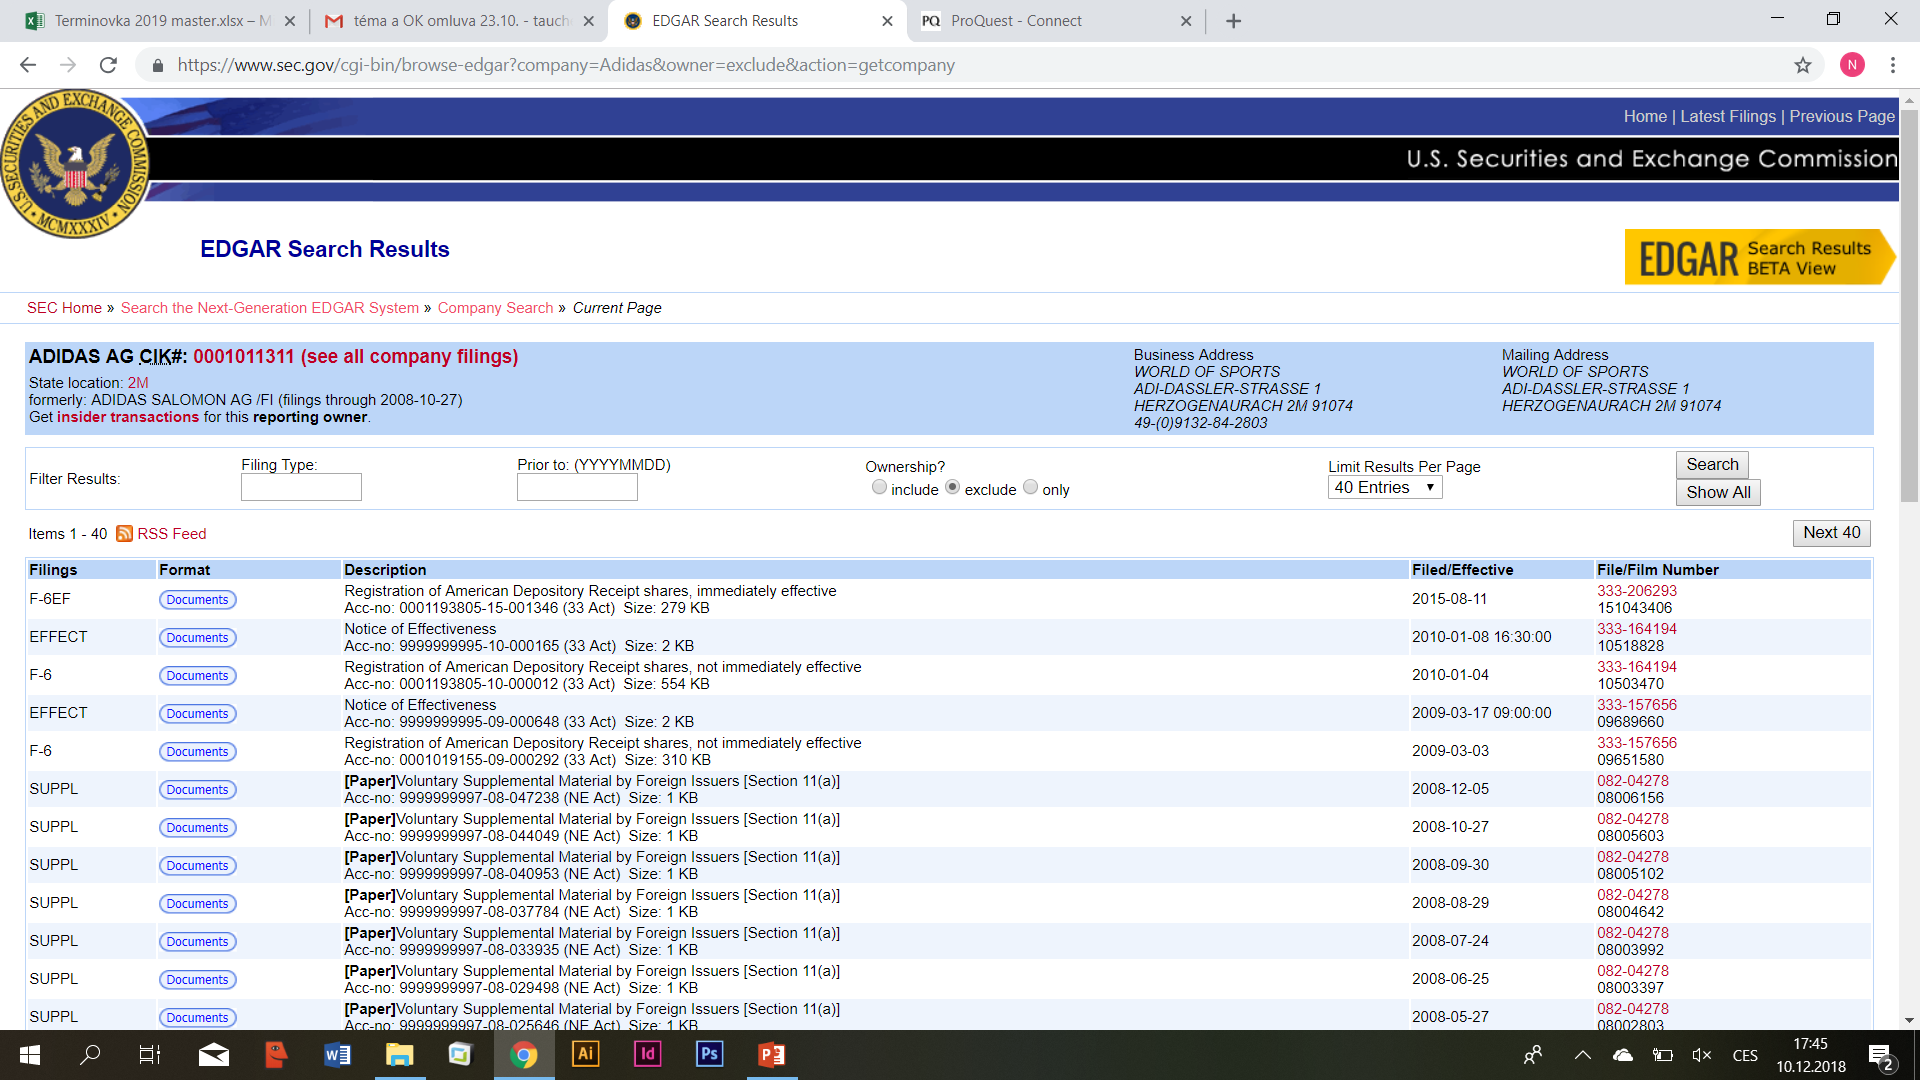 Terminovka 2019 master.xlsx – M
téma a OK omluva 23.10. - tauch
EDGAR Search Results
PQ ProQuest - Connect
https://www.sec.gov/cgi-bin/browse-edgar?company=Adidas&owner=exclude&action=getcompany
N
U.S. SECURITIES AND EXCHANGE COMMISSION
MCMXXXIV
Home | Latest Filings | Previous Page
U.S. Securities and Exchange Commission
EDGAR Search Results
EDGAR Search Results
BETA View
SEC Home » Search the Next-Generation EDGAR System » Company Search » Current Page
ADIDAS AG CIK#: 0001011311 (see all company filings)
State location: 2M
formerly: ADIDAS SALOMON AG /FI (filings through 2008-10-27)
Get insider transactions for this reporting owner.
Business Address
WORLD OF SPORTS
ADI-DASSLER-STRASSE 1
HERZOGENAURACH 2M 91074
49-(0)9132-84-2803
Mailing Address
WORLD OF SPORTS
ADI-DASSLER-STRASSE 1
HERZOGENAURACH 2M 91074
Filter Results:
Filing Type:
Prior to: (YYYYMMDD)
Ownership?
include exclude only
Limit Results Per Page
40 Entries
Search
Show All
Items 1 - 40 RSS Feed
Next 40
Filings Format Description Filed/Effective File/Film Number
F-6EF Documents Registration of American Depository Receipt shares, immediately effective 2015-08-11 333-206293
Acc-no: 0001193805-15-001346 (33 Act) Size: 279 KB 151043406
EFFECT Documents Notice of Effectiveness 2010-01-08 16:30:00 333-164194
Acc-no: 9999999995-10-000165 (33 Act) Size: 2 KB 10518828
F-6 Documents Registration of American Depository Receipt shares, not immediately effective 2010-01-04 333-164194
Acc-no: 0001193805-10-000012 (33 Act) Size: 554 KB 10503470
EFFECT Documents Notice of Effectiveness 2009-03-17 09:00:00 333-157656
Acc-no: 9999999995-09-000648 (33 Act) Size: 2 KB 09689660
F-6 Documents Registration of American Depository Receipt shares, not immediately effective 2009-03-03 333-157656
Acc-no: 0001019155-09-000292 (33 Act) Size: 310 KB 09651580
SUPPL Documents [Paper]Voluntary Supplemental Material by Foreign Issuers [Section 11(a)] 2008-12-05 082-04278
Acc-no: 9999999997-08-047238 (NE Act) Size: 1 KB 08006156
SUPPL Documents [Paper]Voluntary Supplemental Material by Foreign Issuers [Section 11(a)] 2008-10-27 082-04278
Acc-no: 9999999997-08-044049 (NE Act) Size: 1 KB 08005603
SUPPL Documents [Paper]Voluntary Supplemental Material by Foreign Issuers [Section 11(a)] 2008-09-30 082-04278
Acc-no: 9999999997-08-040953 (NE Act) Size: 1 KB 08005102
SUPPL Documents [Paper]Voluntary Supplemental Material by Foreign Issuers [Section 11(a)] 2008-08-29 082-04278
Acc-no: 9999999997-08-037784 (NE Act) Size: 1 KB 08004642
SUPPL Documents [Paper]Voluntary Supplemental Material by Foreign Issuers [Section 11(a)] 2008-07-24 082-04278
Acc-no: 9999999997-08-033935 (NE Act) Size: 1 KB 08003992
SUPPL Documents [Paper]Voluntary Supplemental Material by Foreign Issuers [Section 11(a)] 2008-06-25 082-04278
Acc-no: 9999999997-08-029498 (NE Act) Size: 1 KB 08003397
SUPPL Documents [Paper]Voluntary Supplemental Material by Foreign Issuers [Section 11(a)] 2008-05-27 082-04278
Acc-no: 9999999997-08-025646 (NE Act) Size: 1 KB 08002803
Ai
Id
Ps
CES
17:45
10.12.2018
2